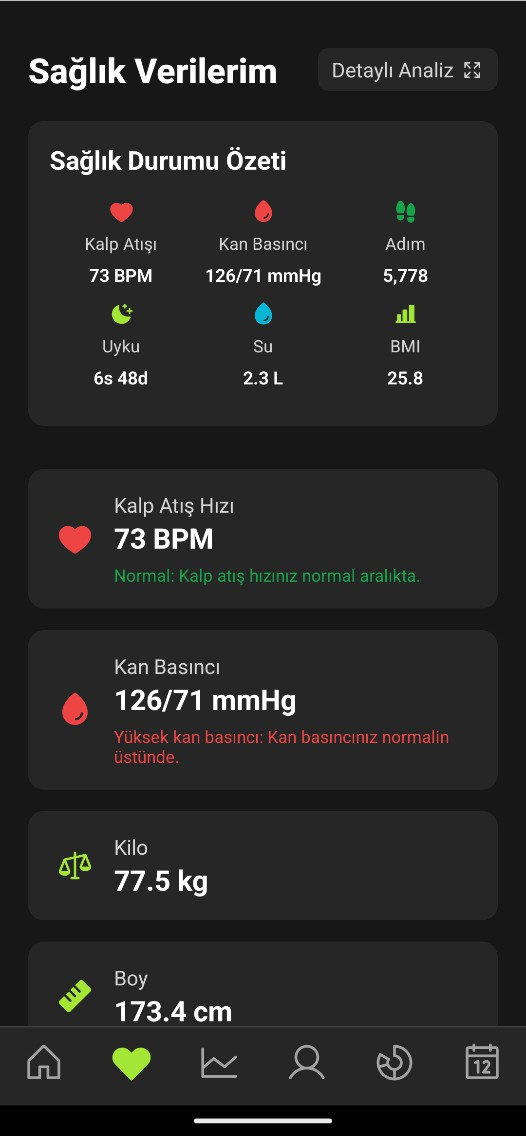 Sağlık Verilerim
Detaylı Analiz
Sağlık Durumu Özeti
Kalp Atışı
Kan Basıncı
Adım
73 BPM
126/71 mmHg
5,778
Uyku
Su
BMI
6s 48d
2.3 L
25.8
Kalp Atış Hızı
73 BPM
Normal: Kalp atış hızınız normal aralıkta.
Kan Basıncı
126/71 mmHg
Yüksek kan basıncı: Kan basıncınız normalin
üstünde.
Kilo
77.5 kg
Boy
173.4 cm
12